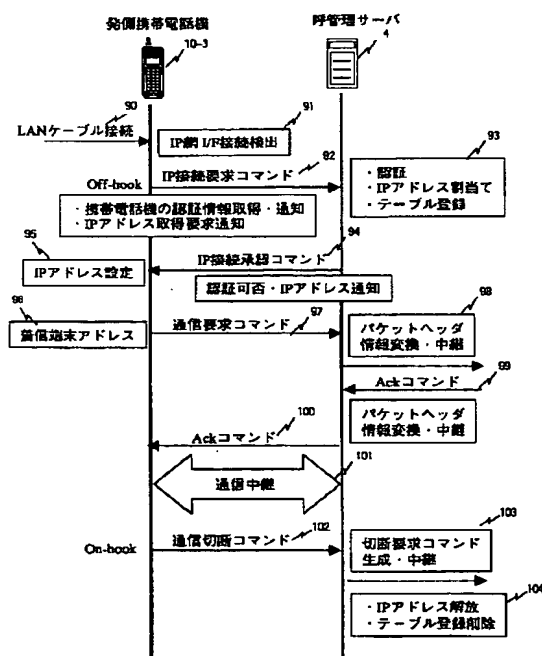 発側携帯電話機
呼管理サーバ
10-3
4
90
LANケーブル接続
91
IP網 I/F接続検出
92
Off-hook
IP接続要求コマンド
93
・認証
・IPアドレス割当て
・テーブル登録
・携帯電話機の認証情報取得・通知
・IPアドレス取得要求通知
94
95
IP接続承認コマンド
IPアドレス設定
認証可否・IPアドレス通知
96
97
98
着信端末アドレス
通信要求コマンド
パケットヘッダ
情報変換・中継
99
Ackコマンド
100
パケットヘッダ
情報変換・中継
Ackコマンド
101
通信中継
102
103
On-hook
通信切断コマンド
切断要求コマンド
生成・中継
104
・IPアドレス解放
・テーブル登録削除